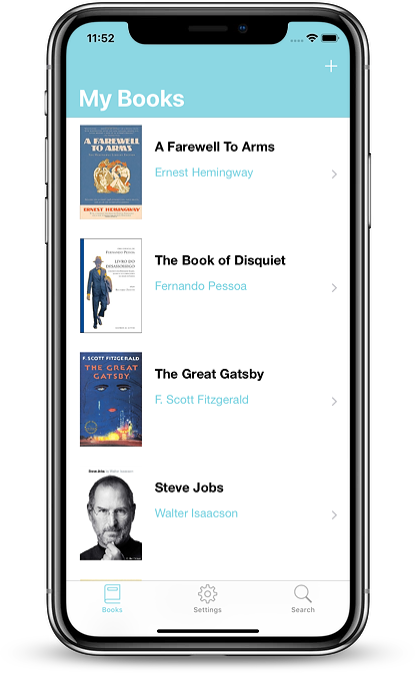 11:52
My Books
A FAREWELL
TO ARMS
ERNEST HEMINGWAY
A Farewell To Arms
Ernest Hemingway
FERNANDO PESSOA
LIVRO DO
DESASSOSSEGO
The Book of Disquiet
Fernando Pessoa
F. SCOTT FITZGERALD
THE GREAT
GATSBY
The Great Gatsby
F. Scott Fitzgerald
Steve Jobs
Steve Jobs
Walter Isaacson
Books
Settings
Search